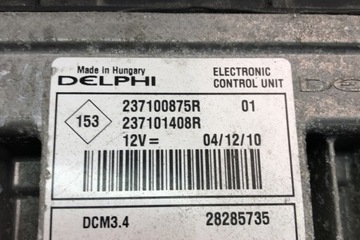 Made in Hungary
DELPHI
ELECTRONIC
CONTROL UNIT
153
237100875R 01
237101408R
12V= 04/12/10
DCM3.4 28285735